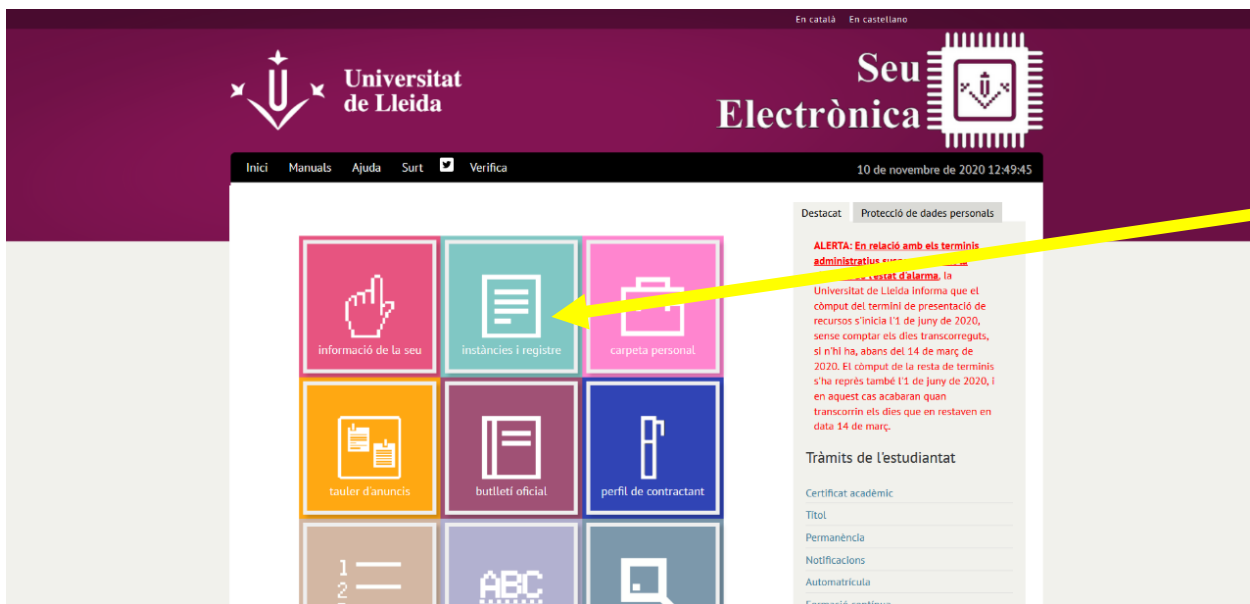 En català En castellano
Universitat
de Lleida
Seu
Electrònica
Inici Manuals Ajuda Surt Verifica
10 de novembre de 2020 12:49:45
informació de la seu
instàncies i registre
carpeta personal
tauler d'anuncis
butlletí oficial
perfil de contractant
1
2
ABC
Destacat Protecció de dades personals
ALERTA: En relació amb els terminis
administratius
l'estat d'alarma, la
Universitat de Lleida informa que el
còmput del termini de presentació de
recursos s'inicia l'1 de juny de 2020,
sense comptar els dies transcorreguts,
si n'hi ha, abans del 14 de març de
2020. El còmput de la resta de terminis
s'ha reprès també l'1 de juny de 2020, i
en aquest cas acabaran quan
transcorrin els dies que en restaven en
data 14 de març.
Tràmits de l'estudiantat
Certificat acadèmic
Títol
Permanència
Notificacions
Automatrícula
Formació contínua